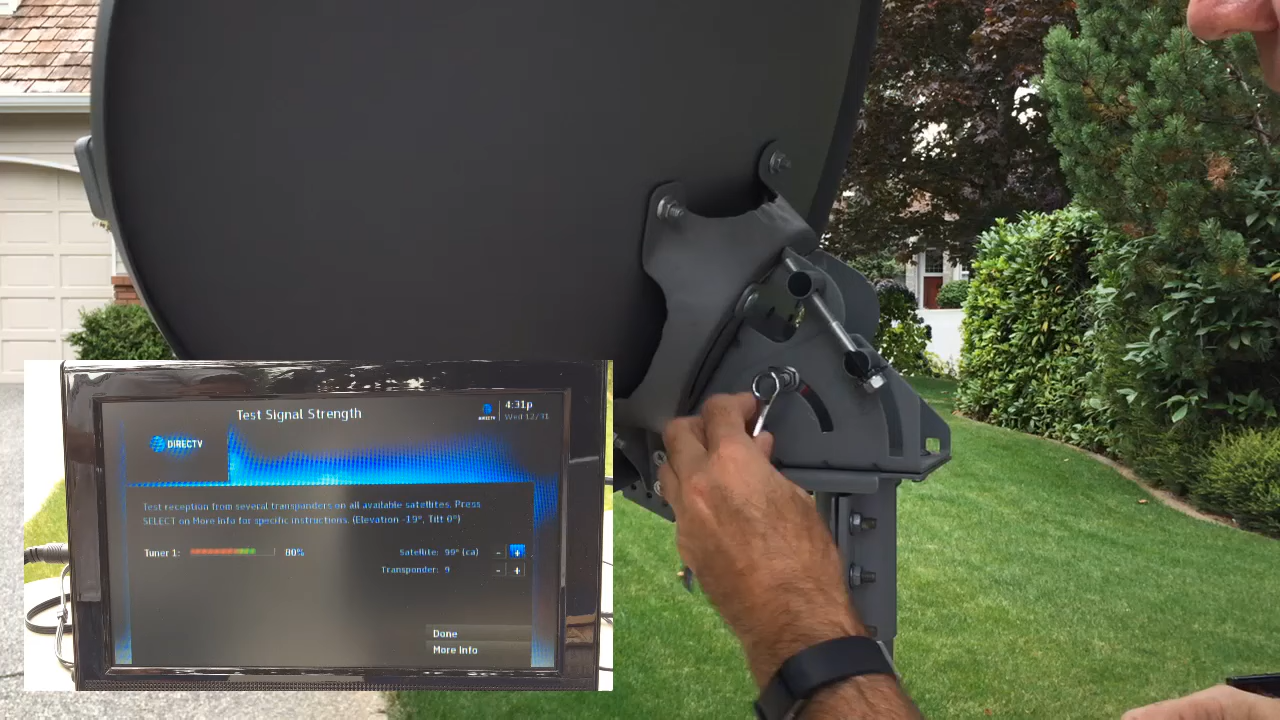 Test Signal Strength
DIRECTV
4:31p
Wed 12/31
DIRECTV
Test reception from several transponders on all available satellites. Press
SELECT on More Info for specific instructions. (Elevation -19°, Tilt 0°)
Tuner 1: 80% Satellite: 99° (ca) - +
Transponder: 9 - +
Done
More Info